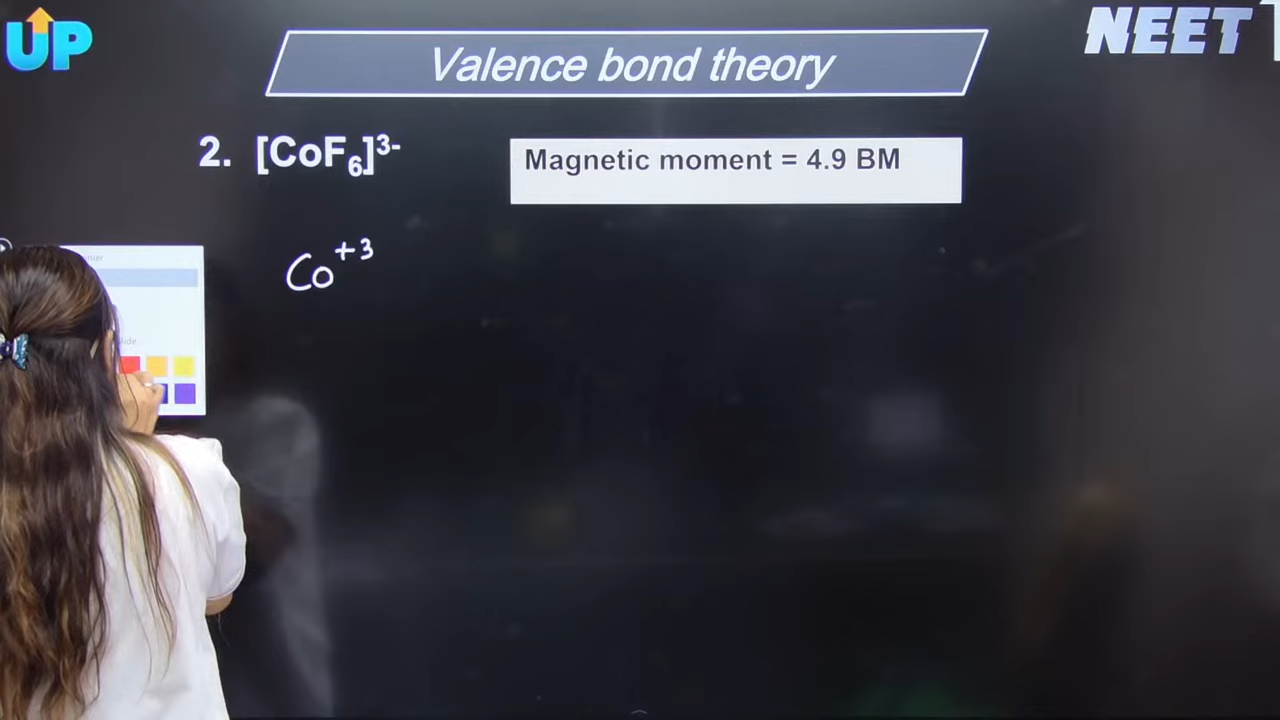 UP
NEET
Valence bond theory
2. [CoF₆]³⁻
Magnetic moment = 4.9 BM
Co⁺³